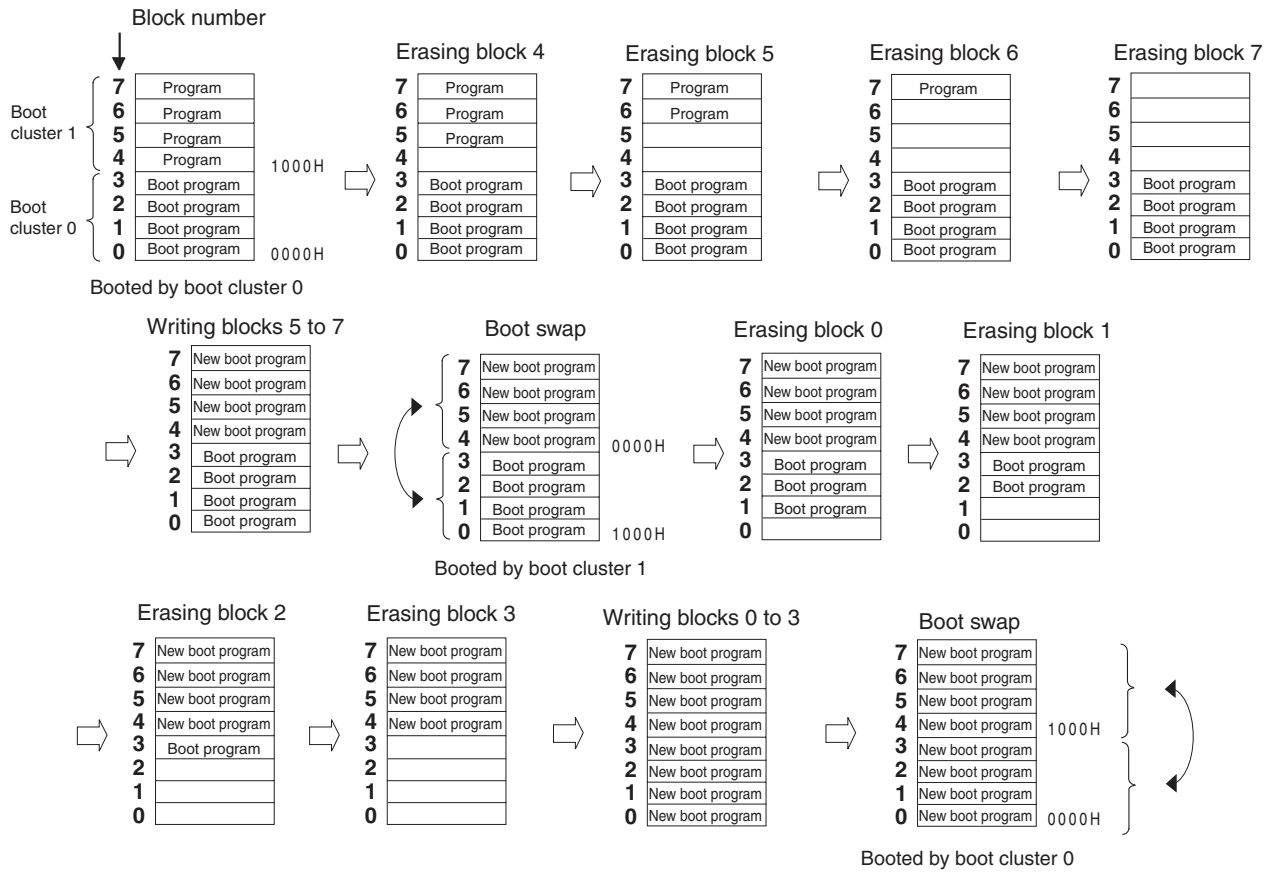 Block number
Erasing block 4
Erasing block 5
Erasing block 6
Erasing block 7
Boot
cluster 1
Boot
cluster 0
7 Program
6 Program
5 Program
4 Program
3 Boot program
2 Boot program
1 Boot program
0 Boot program
1000H
0000H
Booted by boot cluster 0
7 Program
6 Program
5 Program
4
3 Boot program
2 Boot program
1 Boot program
0 Boot program
7 Program
6 Program
5
4
3 Boot program
2 Boot program
1 Boot program
0 Boot program
7 Program
6
5
4
3 Boot program
2 Boot program
1 Boot program
0 Boot program
7
6
5
4
3 Boot program
2 Boot program
1 Boot program
0 Boot program
Writing blocks 5 to 7
7 New boot program
6 New boot program
5 New boot program
4 New boot program
3 Boot program
2 Boot program
1 Boot program
0 Boot program
Boot swap
7 New boot program
6 New boot program
5 New boot program
4 New boot program
3 Boot program
2 Boot program
1 Boot program
0 Boot program
0000H
1000H
Booted by boot cluster 1
Erasing block 0
7 New boot program
6 New boot program
5 New boot program
4 New boot program
3 Boot program
2 Boot program
1 Boot program
0
Erasing block 1
7 New boot program
6 New boot program
5 New boot program
4 New boot program
3 Boot program
2 Boot program
1
0
Erasing block 2
7 New boot program
6 New boot program
5 New boot program
4 New boot program
3 Boot program
2
1
0
Erasing block 3
7 New boot program
6 New boot program
5 New boot program
4 New boot program
3
2
1
0
Writing blocks 0 to 3
7 New boot program
6 New boot program
5 New boot program
4 New boot program
3 New boot program
2 New boot program
1 New boot program
0 New boot program
Boot swap
7 New boot program
6 New boot program
5 New boot program
4 New boot program
3 New boot program
2 New boot program
1 New boot program
0 New boot program
1000H
0000H
Booted by boot cluster 0